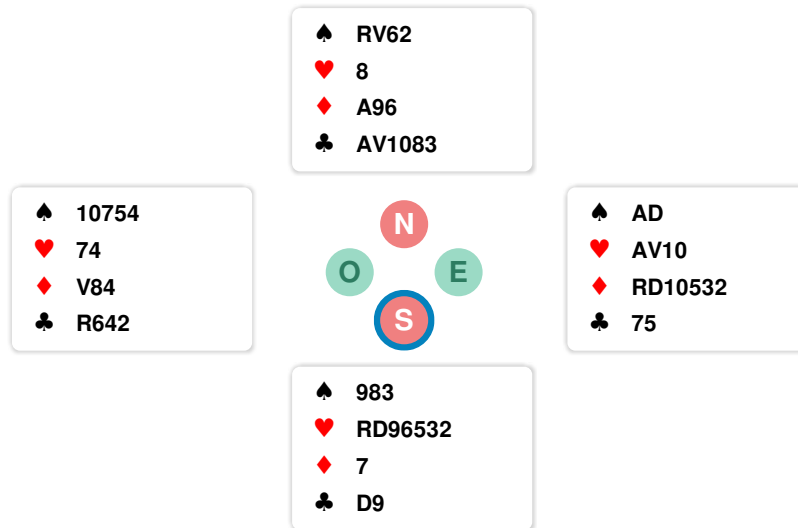 ♠ RV62
♥ 8
♦ A96
♣ AV1083
♠ 10754
♥ 74
♦ V84
♣ R642
N
O
E
S
♠ AD
♥ AV10
♦ RD10532
♣ 75
♠ 983
♥ RD96532
♦ 7
♣ D9